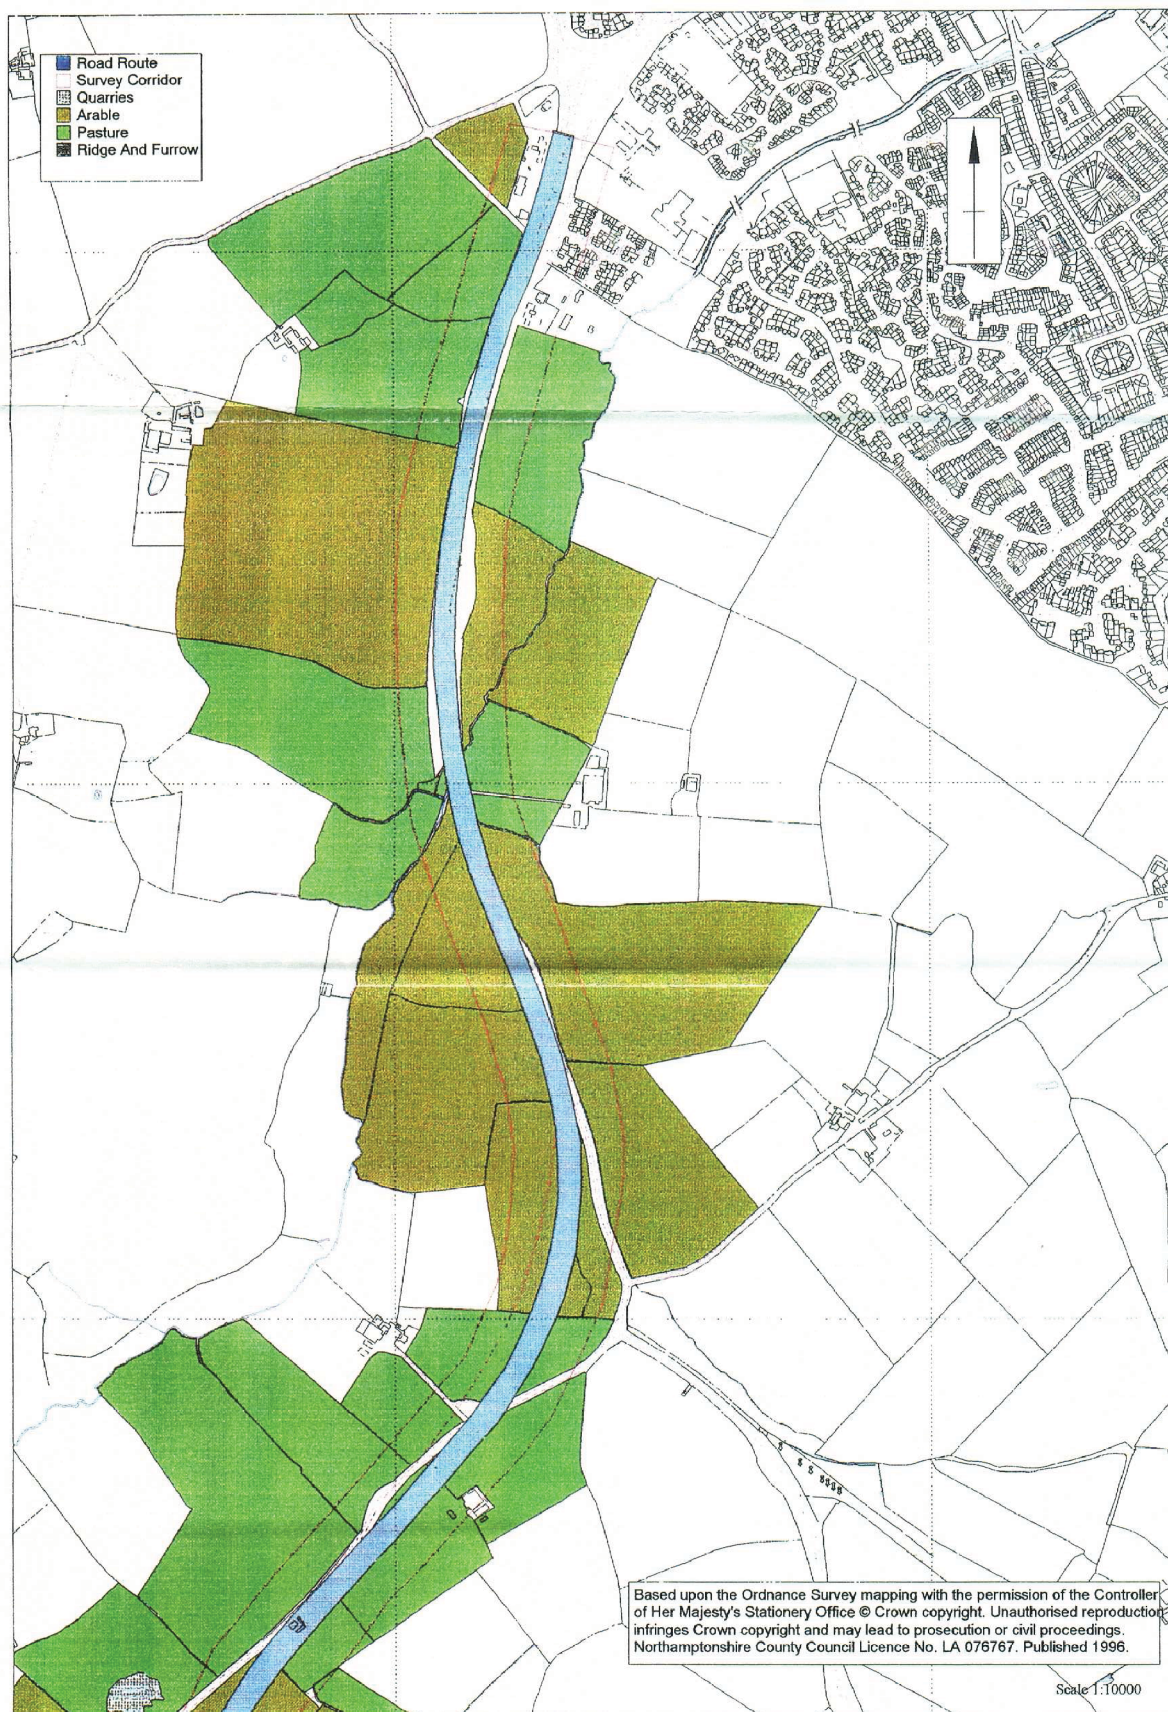 Road Route
Survey Corridor
Quarries
Arable
Pasture
Ridge And Furrow
Based upon the Ordnance Survey mapping with the permission of the Controller
of Her Majesty's Stationery Office © Crown copyright. Unauthorised reproduction
infringes Crown copyright and may lead to prosecution or civil proceedings.
Northamptonshire County Council Licence No. LA 076767. Published 1996.
Scale 1:10000